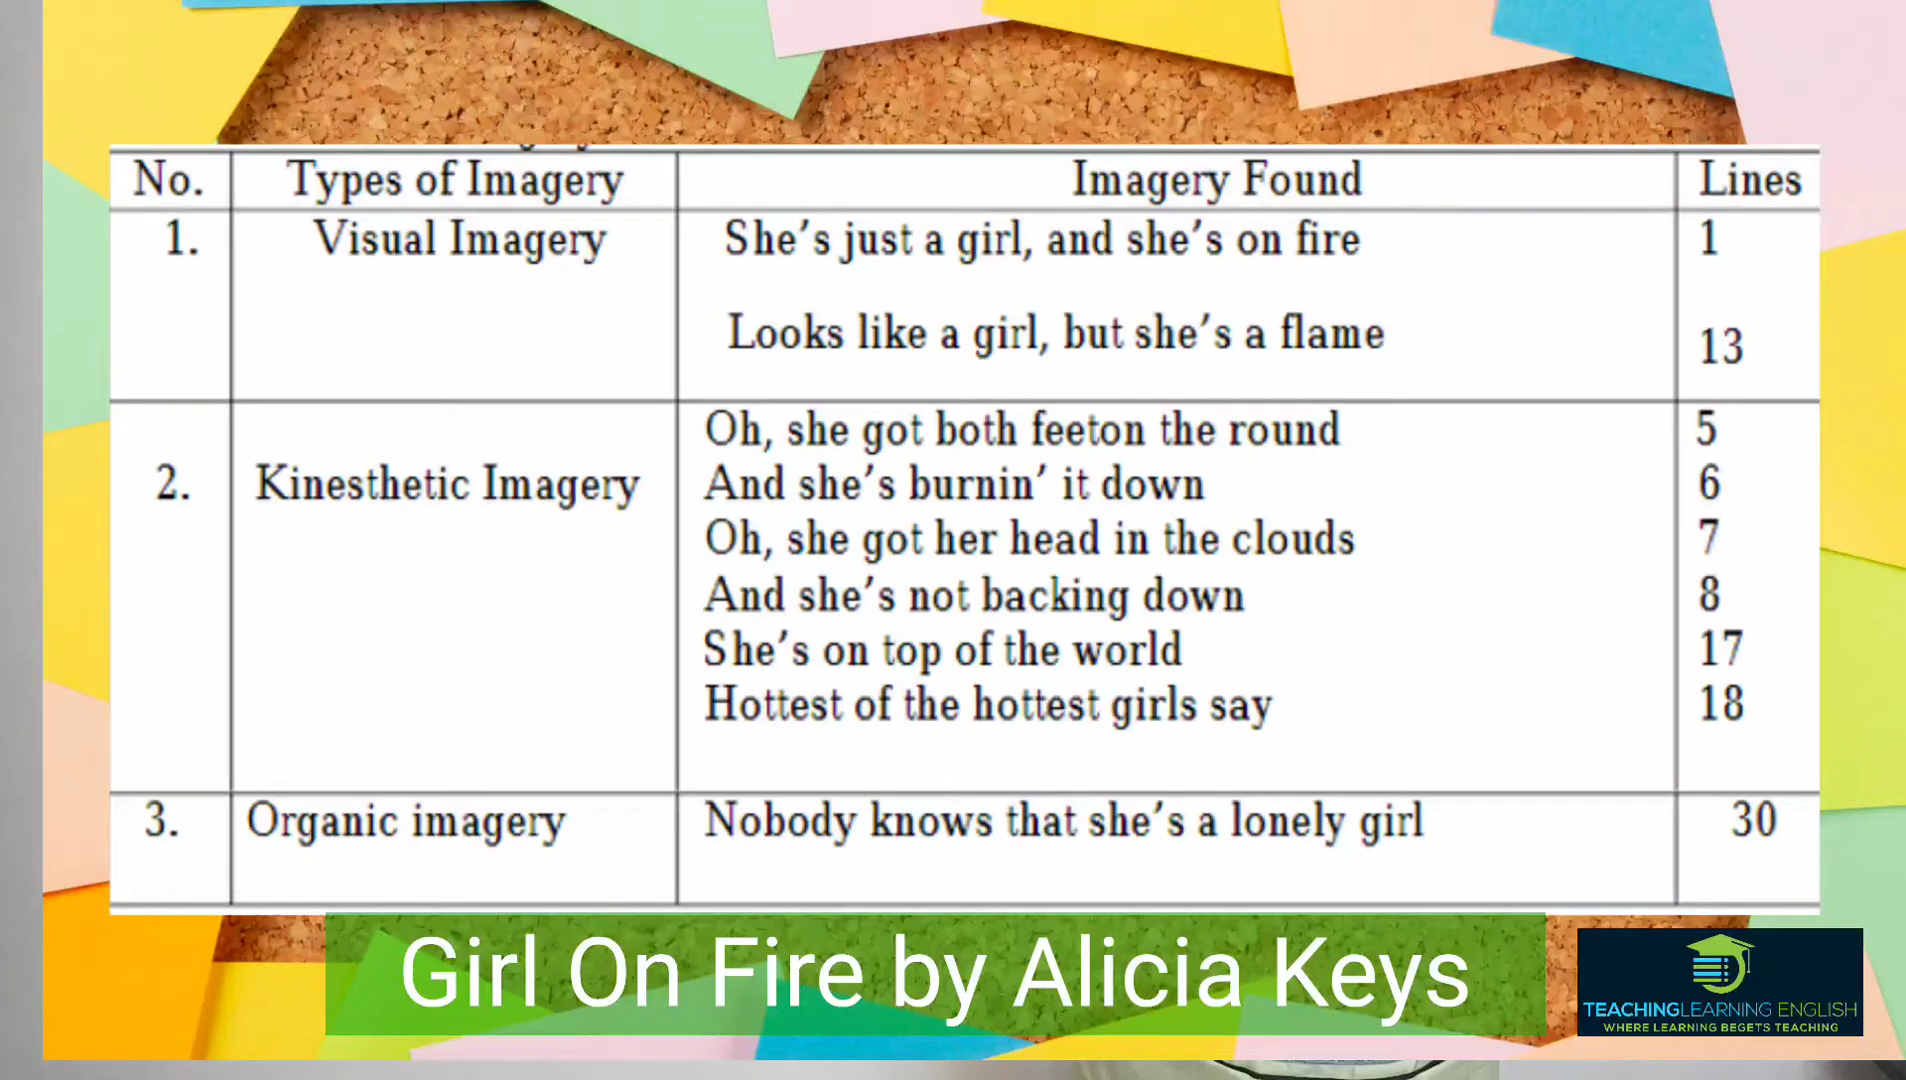 No. Types of Imagery Imagery Found Lines
1. Visual Imagery She's just a girl, and she's on fire 1
Looks like a girl, but she's a flame 13
Oh, she got both feeton the round 5
2. Kinesthetic Imagery And she's burnin' it down 6
Oh, she got her head in the clouds 7
And she's not backing down 8
She's on top of the world 17
Hottest of the hottest girls say 18
3. Organic imagery Nobody knows that she's a lonely girl 30
Girl On Fire by Alicia Keys
TEACHINGLEARNING ENGLISH
WHERE LEARNING BEGETS TEACHING